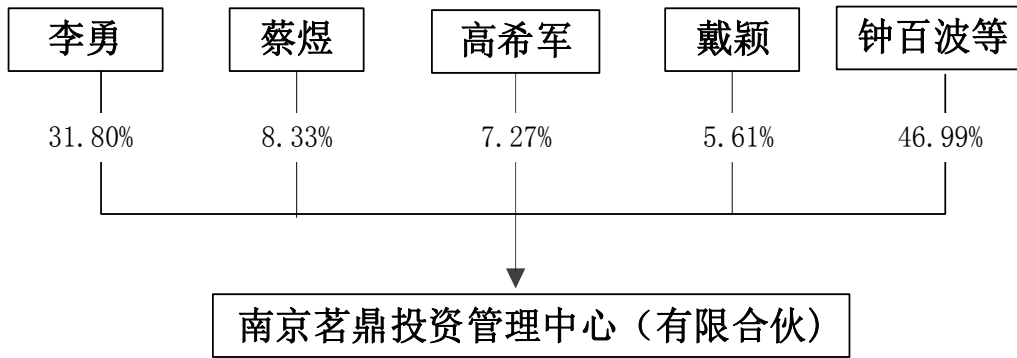 李勇 蔡煜 高希军 戴颖 钟百波等
31.80% 8.33% 7.27% 5.61% 46.99%
南京茗鼎投资管理中心（有限合伙）